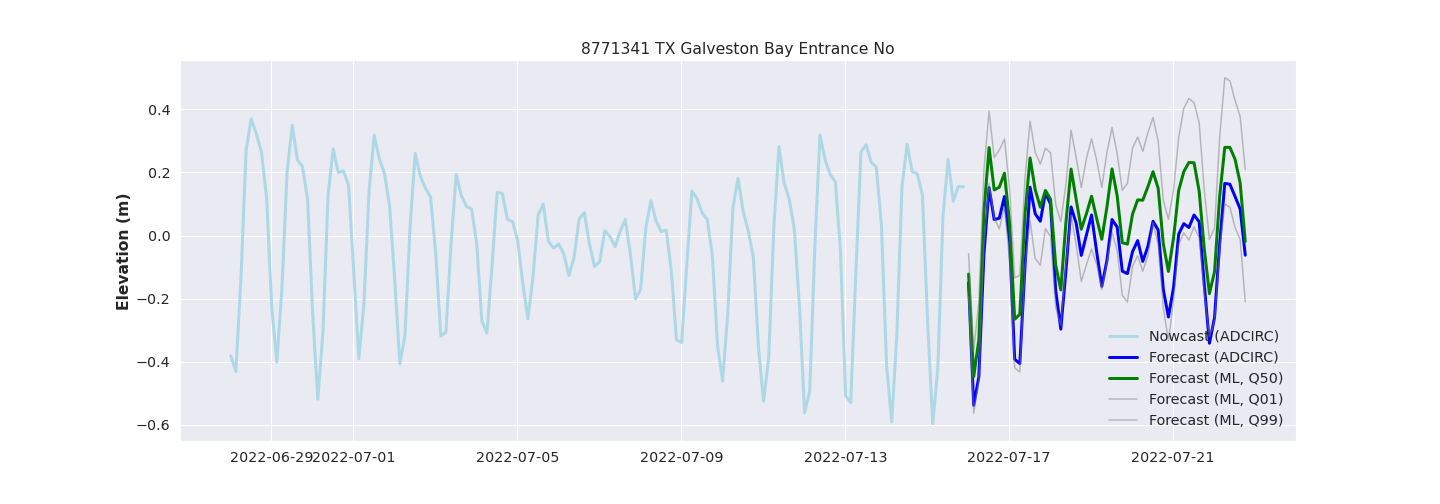 8771341 TX Galveston Bay Entrance No
Elevation (m)
0.4
0.2
0.0
−0.2
−0.4
−0.6
Nowcast (ADCIRC)
Forecast (ADCIRC)
Forecast (ML, Q50)
Forecast (ML, Q01)
Forecast (ML, Q99)
2022-06-29 2022-07-01 2022-07-05 2022-07-09 2022-07-13 2022-07-17 2022-07-21